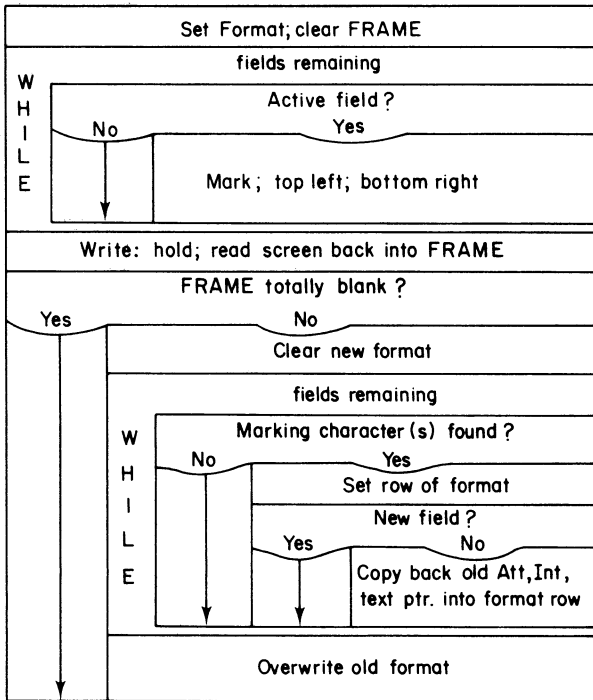 Set Format; clear FRAME
fields remaining
WHILE
Active field?
No
Yes
Mark; top left; bottom right
Write: hold; read screen back into FRAME
FRAME totally blank?
Yes
No
Clear new format
fields remaining
WHILE
Marking character(s) found?
No
Yes
Set row of format
New field?
Yes
No
Copy back old Att, Int,
text ptr. into format row
Overwrite old format